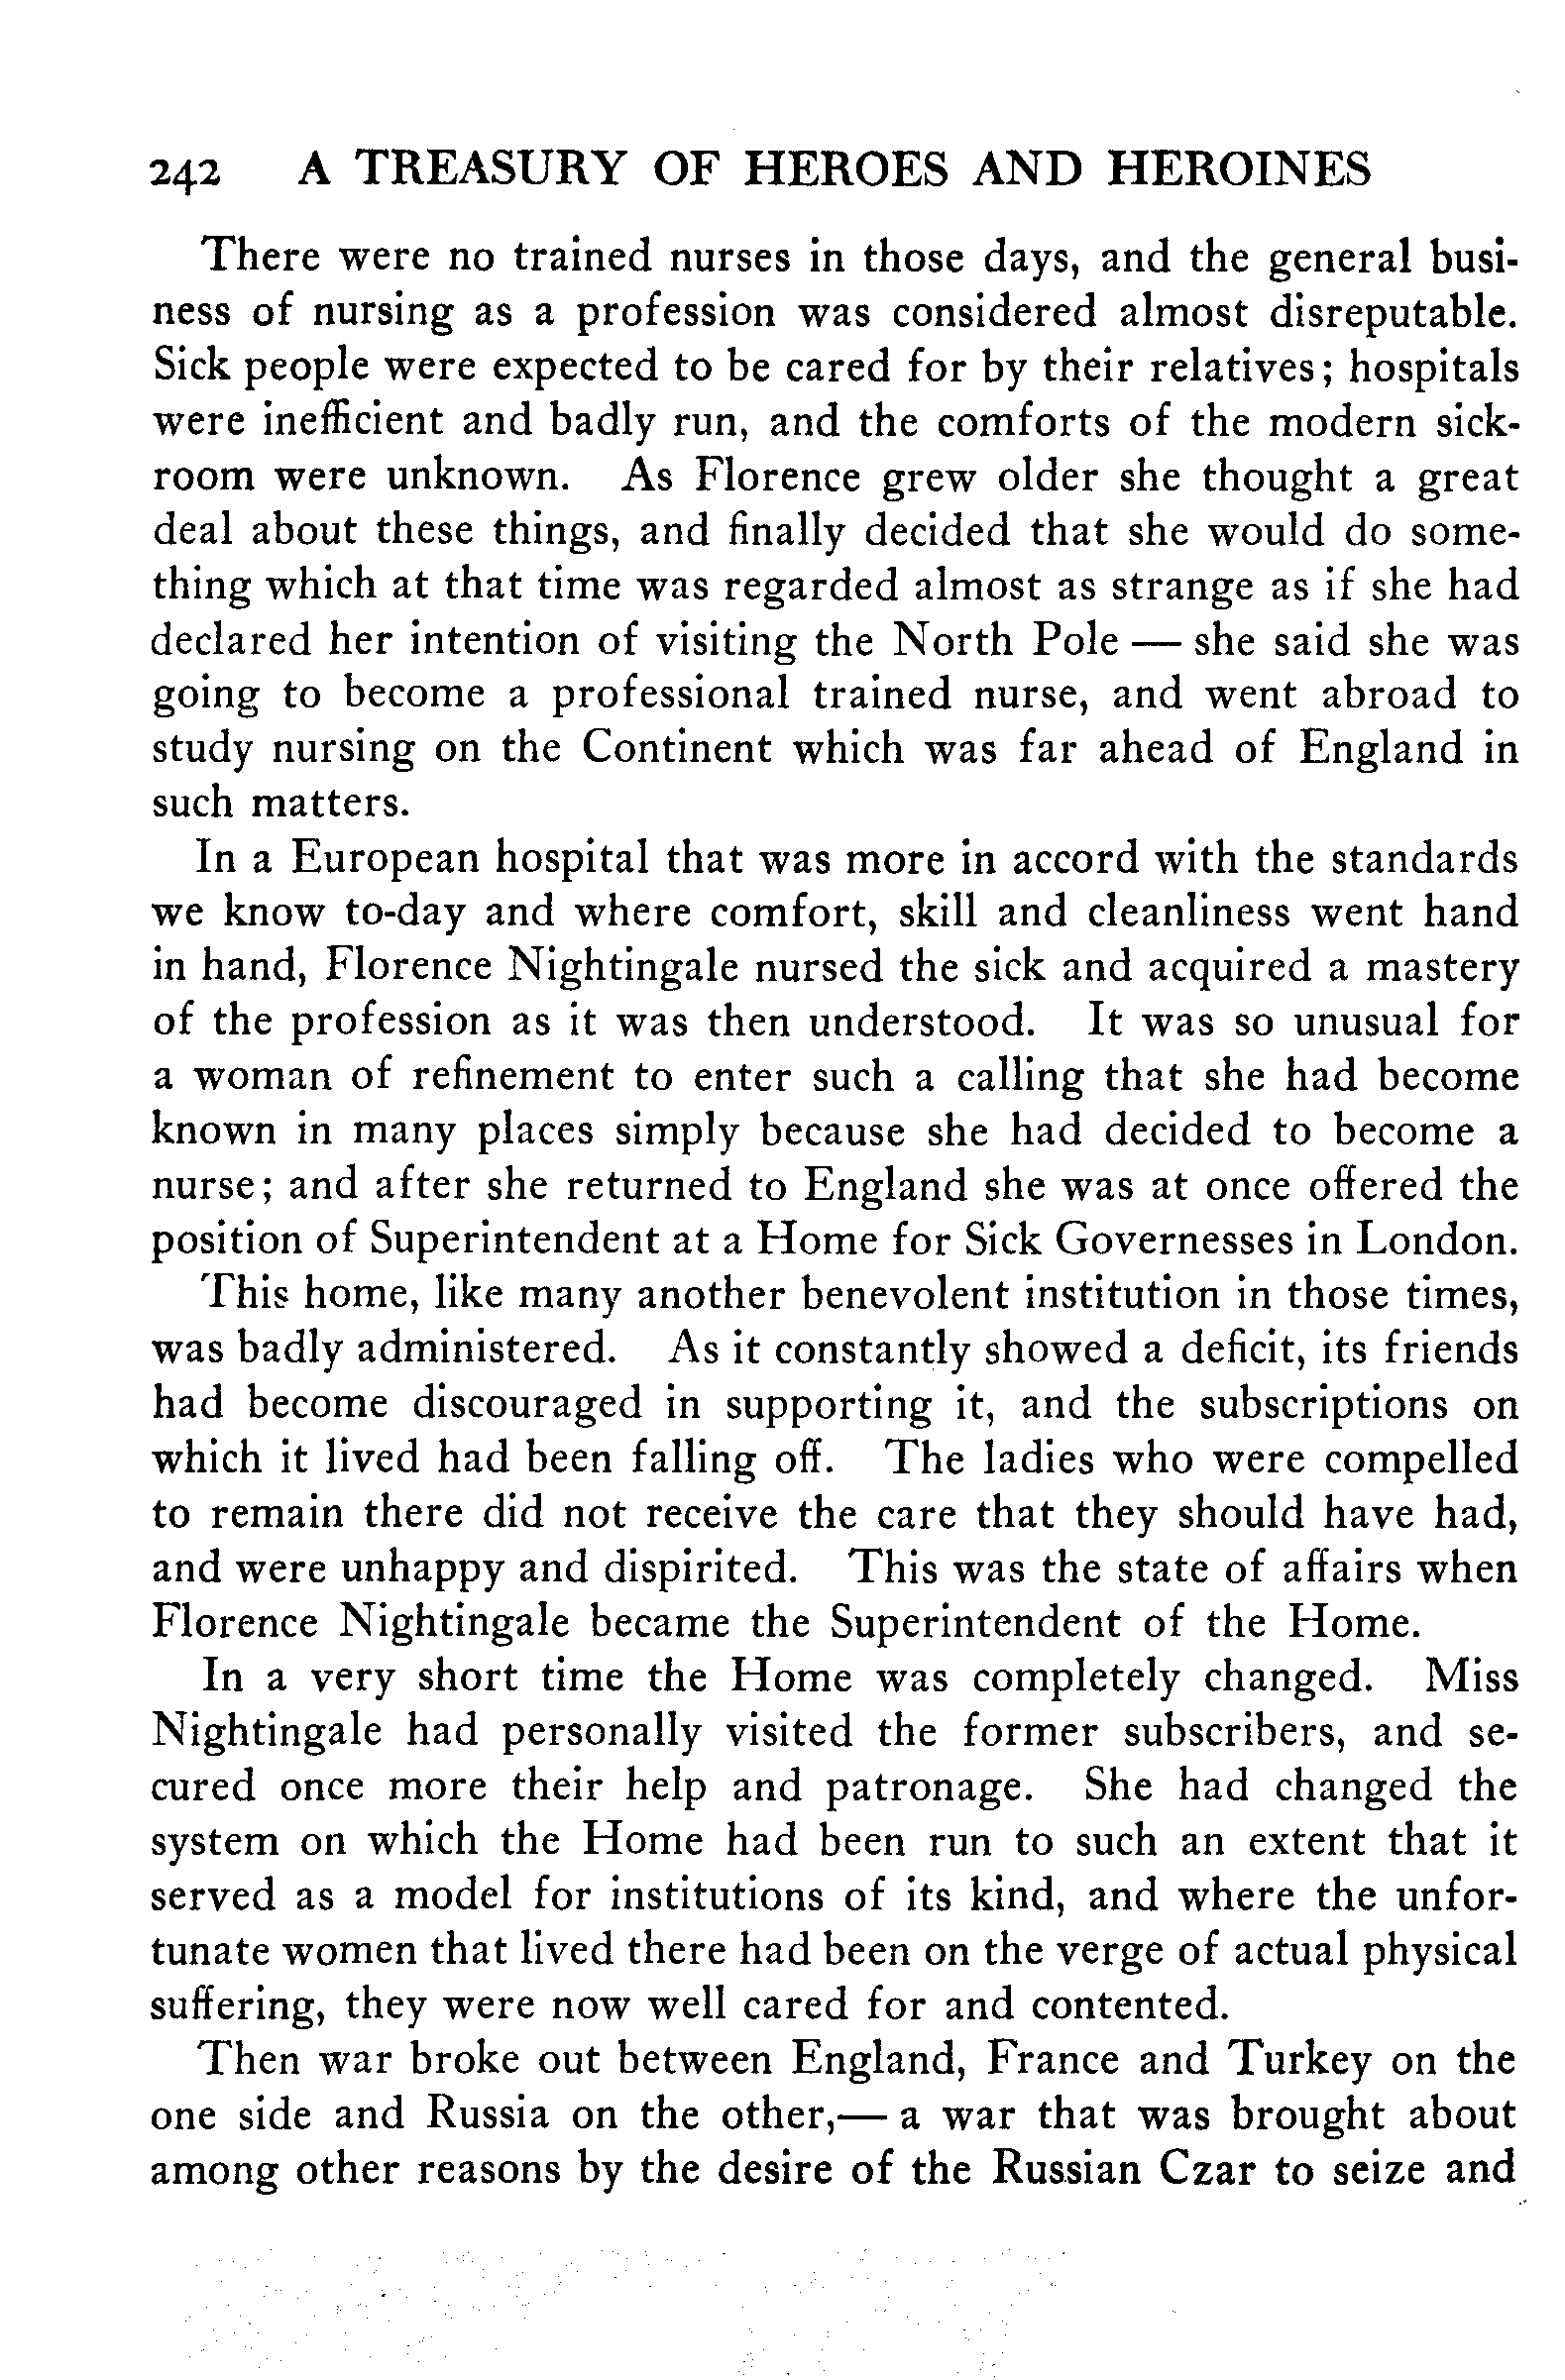 242 A TREASURY OF HEROES AND HEROINES
There were no trained nurses in those days, and the general busi-
ness of nursing as a profession was considered almost disreputable.
Sick people were expected to be cared for by their relatives; hospitals
were inefficient and badly run, and the comforts of the modern sick-
room were unknown. As Florence grew older she thought a great
deal about these things, and finally decided that she would do some-
thing which at that time was regarded almost as strange as if she had
declared her intention of visiting the North Pole — she said she was
going to become a professional trained nurse, and went abroad to
study nursing on the Continent which was far ahead of England in
such matters.
In a European hospital that was more in accord with the standards
we know to-day and where comfort, skill and cleanliness went hand
in hand, Florence Nightingale nursed the sick and acquired a mastery
of the profession as it was then understood. It was so unusual for
a woman of refinement to enter such a calling that she had become
known in many places simply because she had decided to become a
nurse; and after she returned to England she was at once offered the
position of Superintendent at a Home for Sick Governesses in London.
This home, like many another benevolent institution in those times,
was badly administered. As it constantly showed a deficit, its friends
had become discouraged in supporting it, and the subscriptions on
which it lived had been falling off. The ladies who were compelled
to remain there did not receive the care that they should have had,
and were unhappy and dispirited. This was the state of affairs when
Florence Nightingale became the Superintendent of the Home.
In a very short time the Home was completely changed. Miss
Nightingale had personally visited the former subscribers, and se-
cured once more their help and patronage. She had changed the
system on which the Home had been run to such an extent that it
served as a model for institutions of its kind, and where the unfor-
tunate women that lived there had been on the verge of actual physical
suffering, they were now well cared for and contented.
Then war broke out between England, France and Turkey on the
one side and Russia on the other,— a war that was brought about
among other reasons by the desire of the Russian Czar to seize and